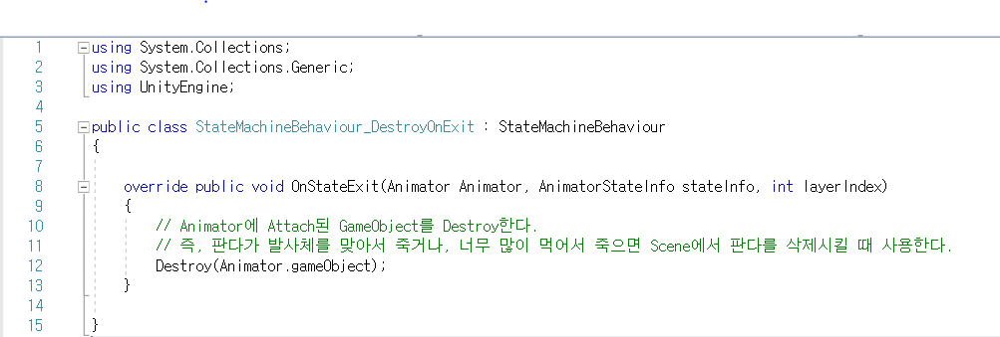 1 using System.Collections;
2 using System.Collections.Generic;
3 using UnityEngine;
4
5 public class StateMachineBehaviour_DestroyOnExit : StateMachineBehaviour
6 {
7
8 override public void OnStateExit(Animator Animator, AnimatorStateInfo stateInfo, int layerIndex)
9 {
10 // Animator에 Attach된 GameObject를 Destroy한다.
11 // 즉, 판다가 발사체를 맞아서 죽거나, 너무 많이 먹어서 죽으면 Scene에서 판다를 삭제시킬 때 사용한다.
12 Destroy(Animator.gameObject);
13 }
14
15 }